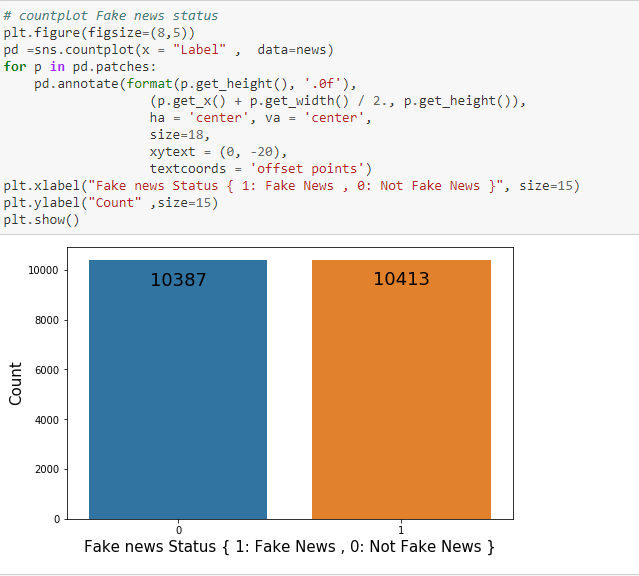 # countplot Fake news status
plt.figure(figsize=(8,5))
pd =sns.countplot(x = "Label" ,  data=news)
for p in pd.patches:
    pd.annotate(format(p.get_height(), '.0f'),
                   (p.get_x() + p.get_width() / 2., p.get_height()),
                   ha = 'center', va = 'center',
                   size=18,
                   xytext = (0, -20),
                   textcoords = 'offset points')
plt.xlabel("Fake news Status { 1: Fake News , 0: Not Fake News }", size=15)
plt.ylabel("Count" ,size=15)
plt.show()
10387
10413
10000
8000
6000
4000
2000
0
Count
0
1
Fake news Status { 1: Fake News , 0: Not Fake News }